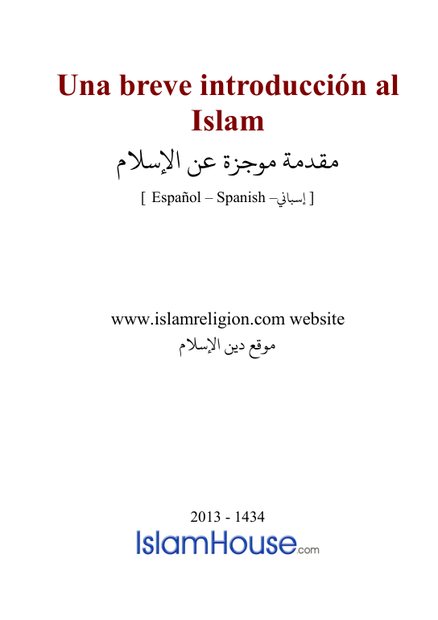 Una breve introducción al
Islam
مقدمة موجزة عن الإسلام
[ Español – Spanish – إسباني ]
www.islamreligion.com website
موقع دين الإسلام
2013 - 1434
IslamHouse.com